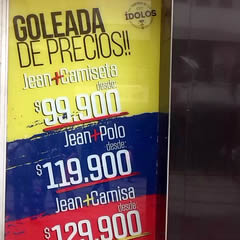 GOLEADA
DE PRECIOS!!
ÍDOLOS
Jean+Camiseta
desde:
$99.900
Jean+Polo
desde:
$119.900
Jean+Camisa
desde:
$129.900